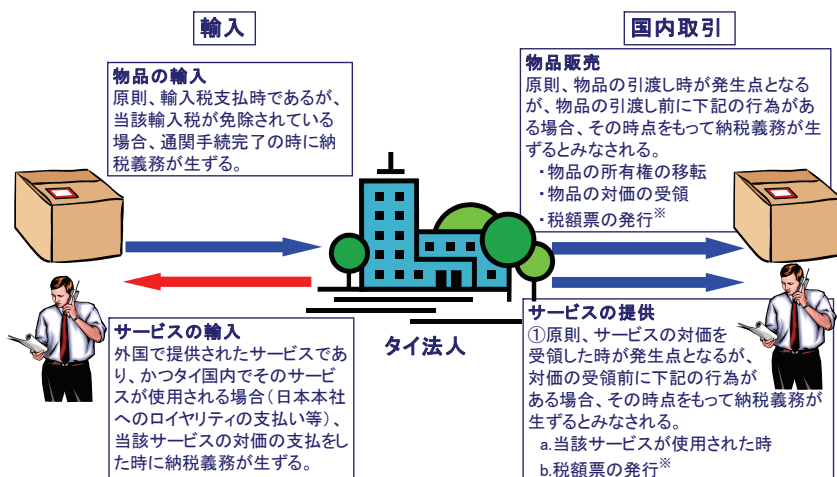 輸入
物品の輸入
原則、輸入税支払時であるが、
当該輸入税が免除されている
場合、通関手続完了の時に納
税義務が生ずる。
サービスの輸入
外国で提供されたサービスであ
り、かつタイ国内でそのサービ
スが使用される場合(日本本社
へのロイヤリティの支払い等)、
当該サービスの対価の支払をし
た時に納税義務が生ずる。
タイ法人
国内取引
物品販売
原則、物品の引渡し時が発生点となる
が、物品の引渡し前に下記の行為があ
る場合、その時点をもって納税義務が生
ずるとみなされる。
・物品の所有権の移転
・物品の対価の受領
・税額票の発行※
サービスの提供
①原則、サービスの対価を
受領した時が発生点となるが、
対価の受領前に下記の行為が
ある場合、その時点をもって納税義務が
生ずるとみなされる。
a.当該サービスが使用された時
b.税額票の発行※